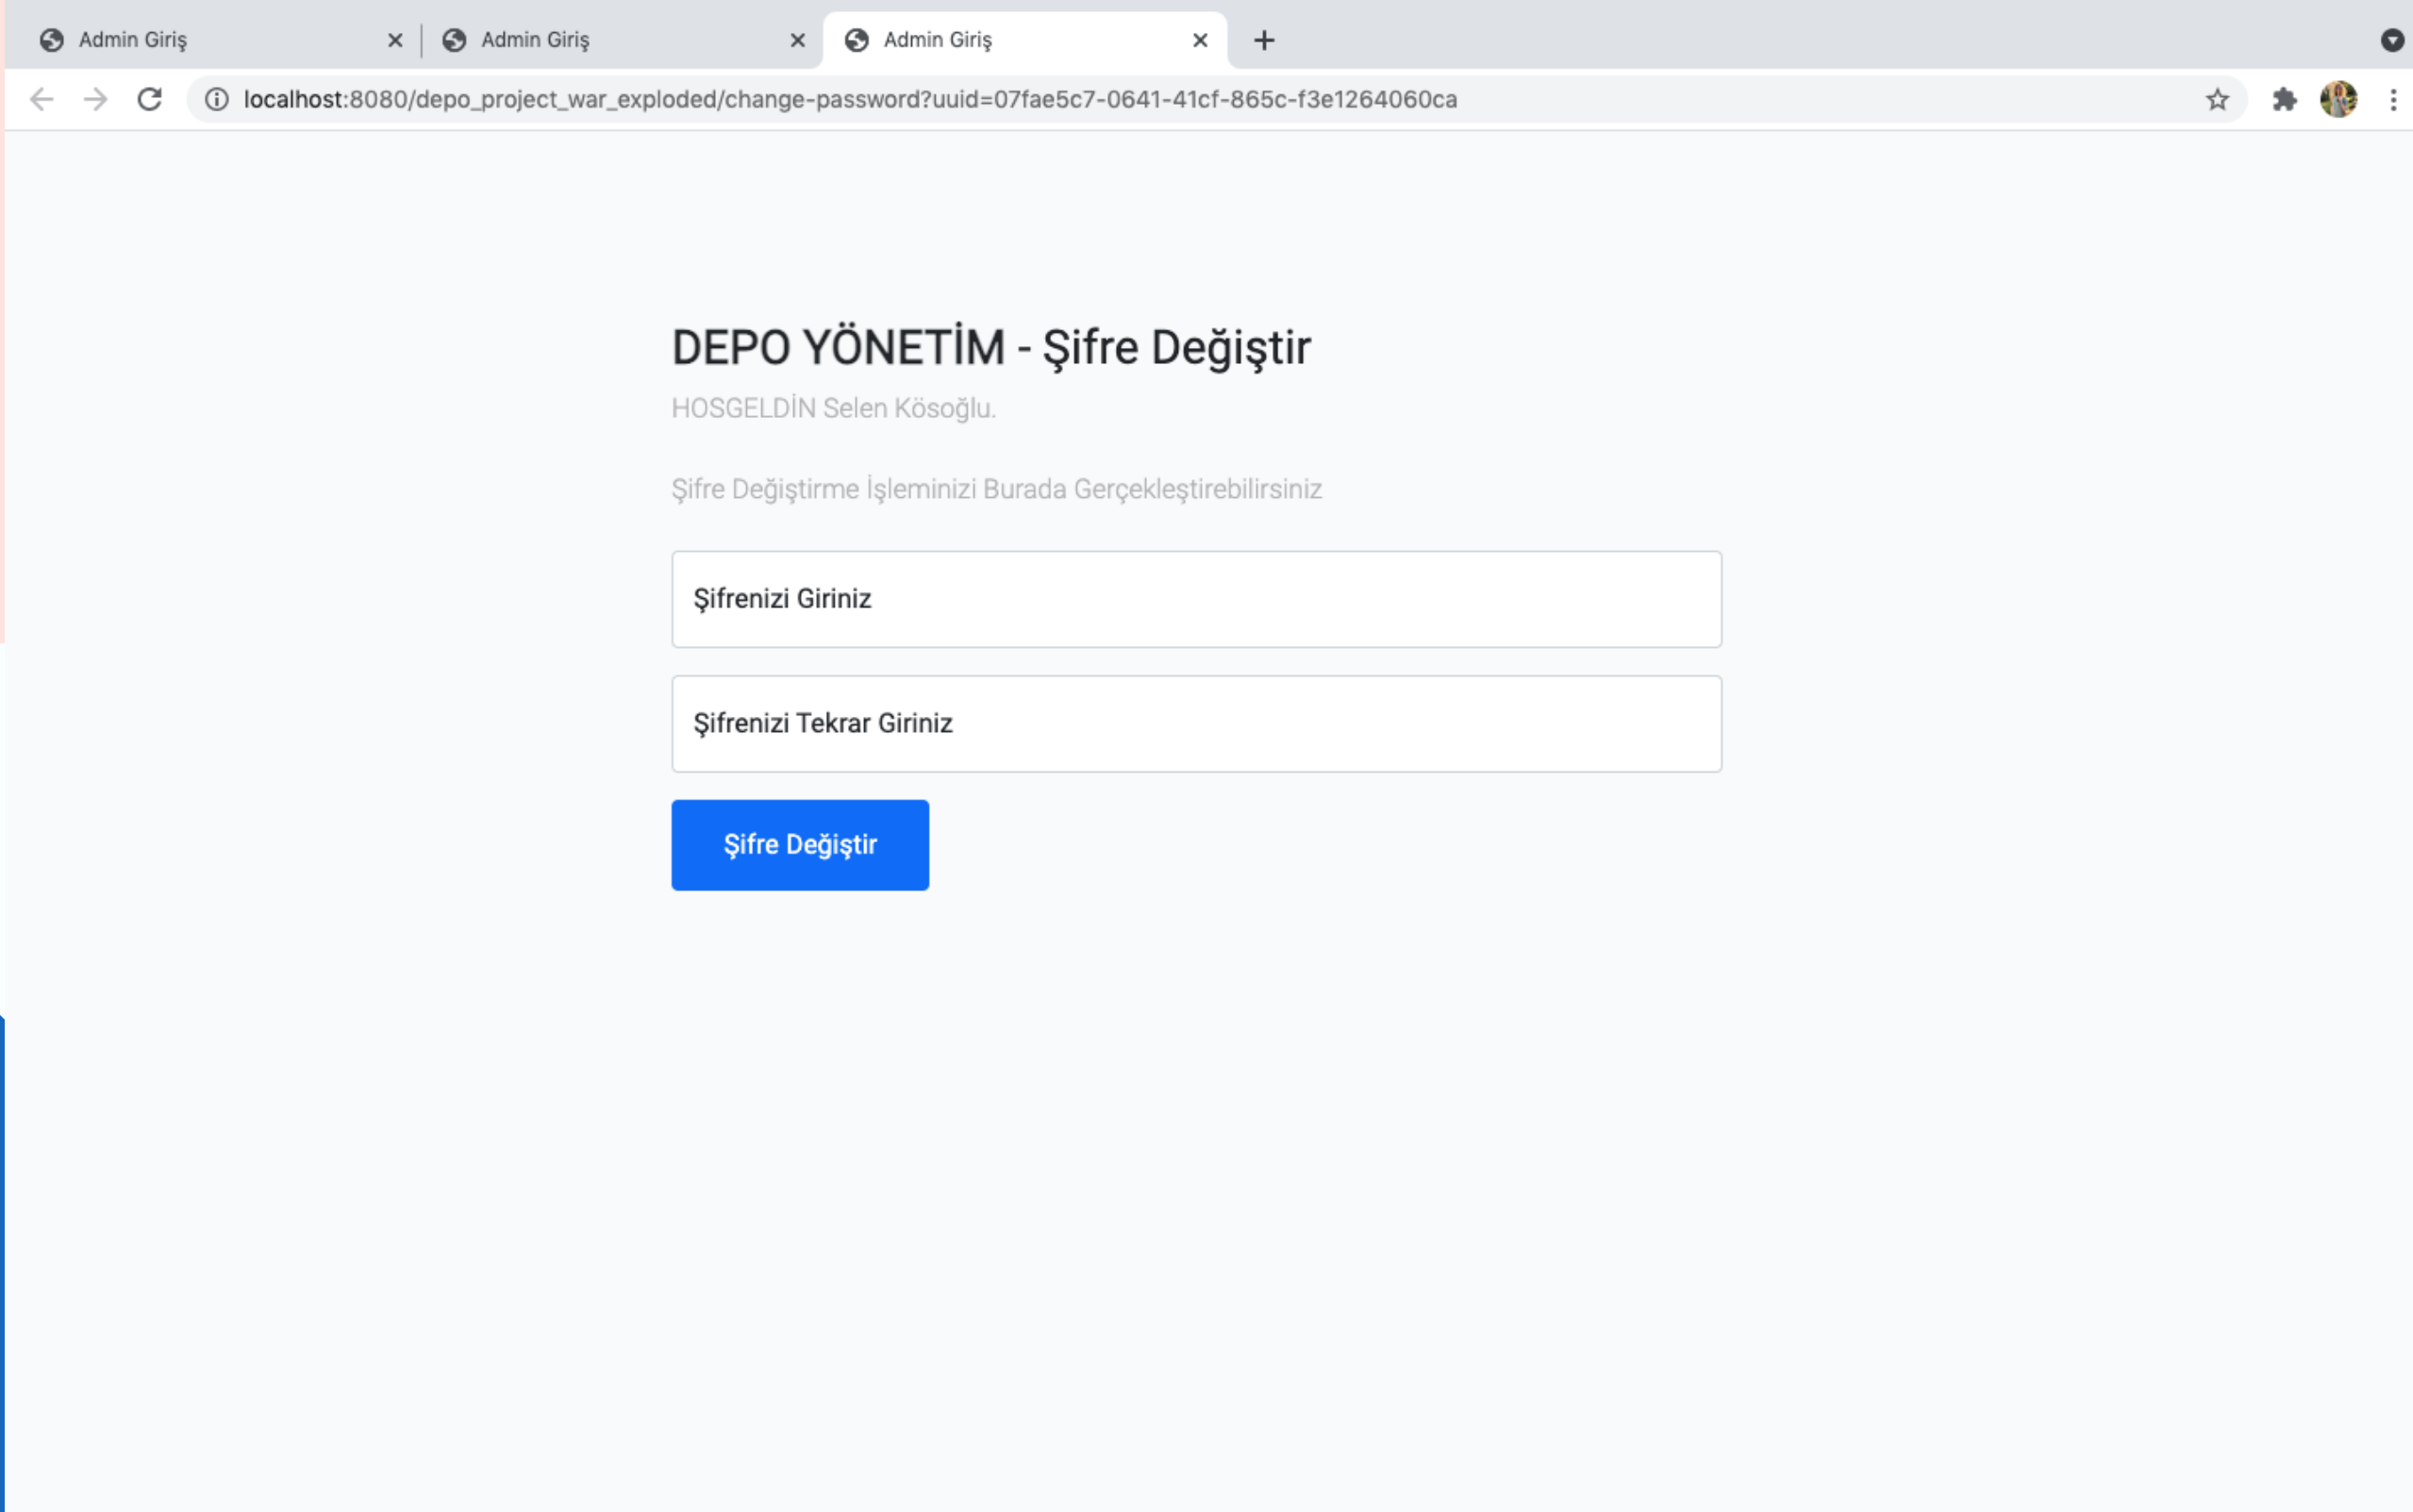 Admin Giriş
Admin Giriş
Admin Giriş
localhost:8080/depo_project_war_exploded/change-password?uuid=07fae5c7-0641-41cf-865c-f3e1264060ca
DEPO YÖNETİM - Şifre Değiştir
HOSGELDİN Selen Kösoğlu.
Şifre Değiştirme İşleminizi Burada Gerçekleştirebilirsiniz
Şifrenizi Giriniz
Şifrenizi Tekrar Giriniz
Şifre Değiştir